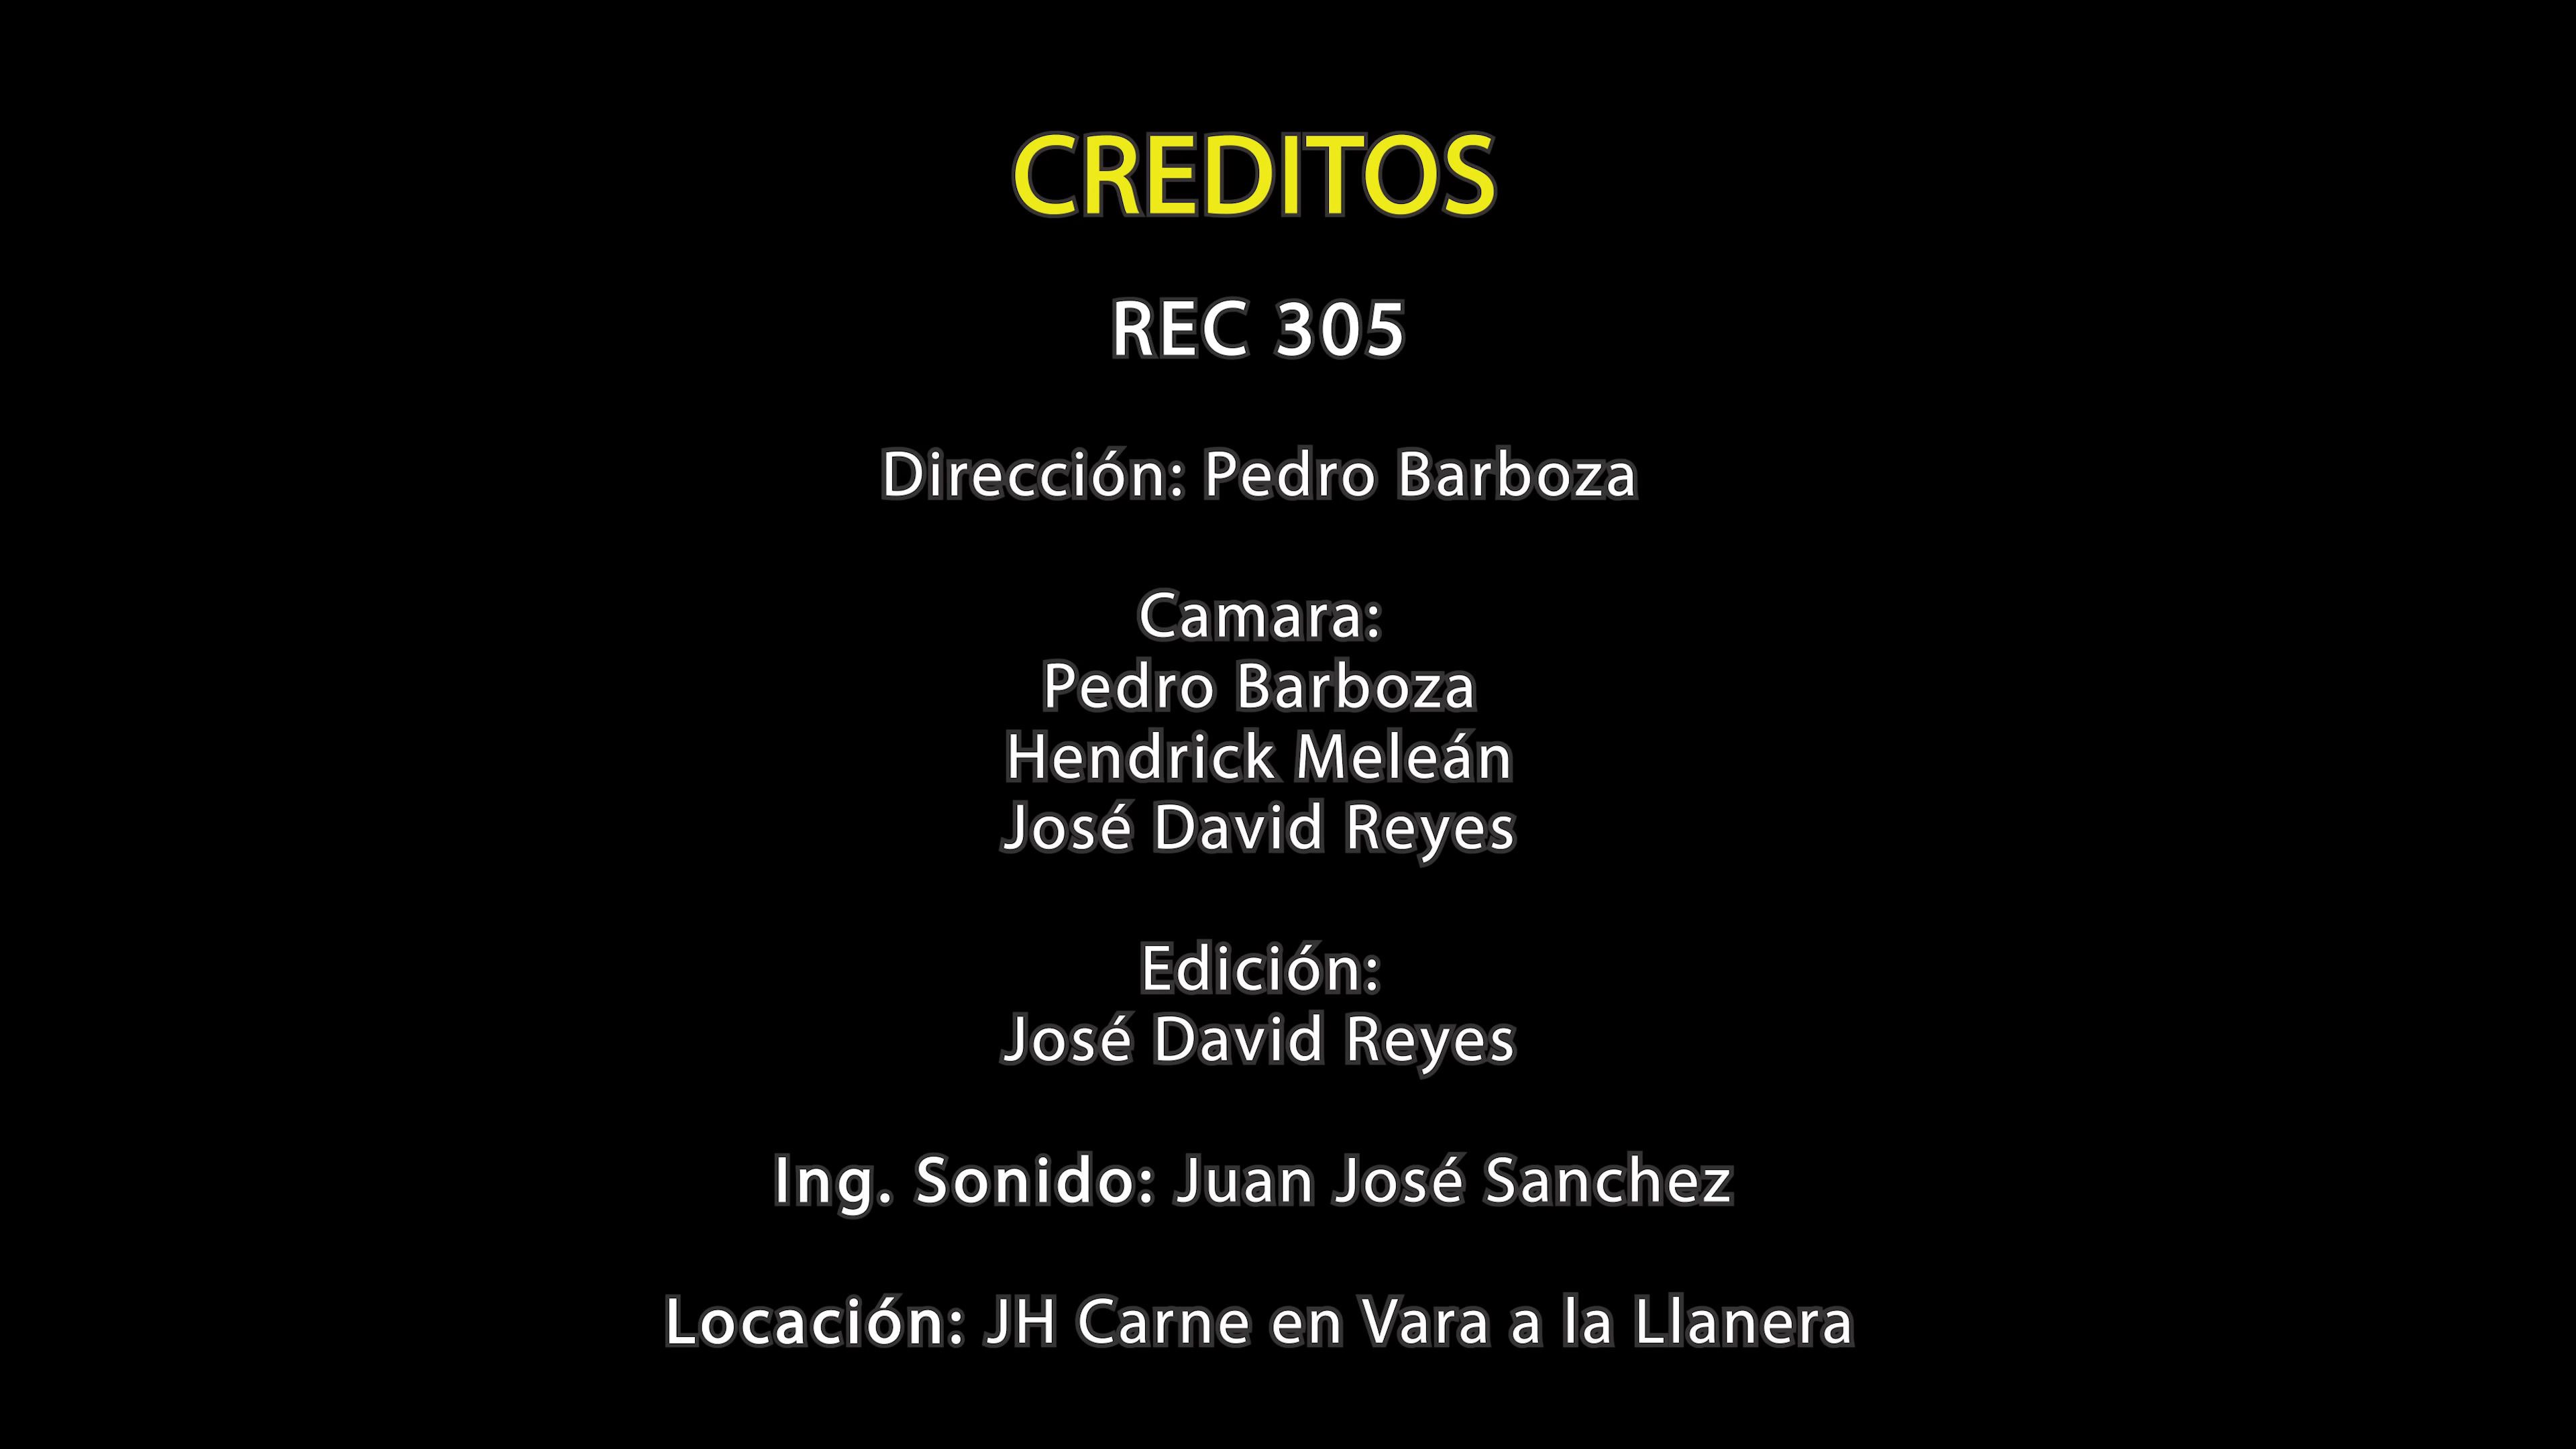 CREDITOS
REC 305
Dirección: Pedro Barboza
Camara:
Pedro Barboza
Hendrick Meleán
José David Reyes
Edición:
José David Reyes
Ing. Sonido: Juan José Sanchez
Locación: JH Carne en Vara a la Llanera